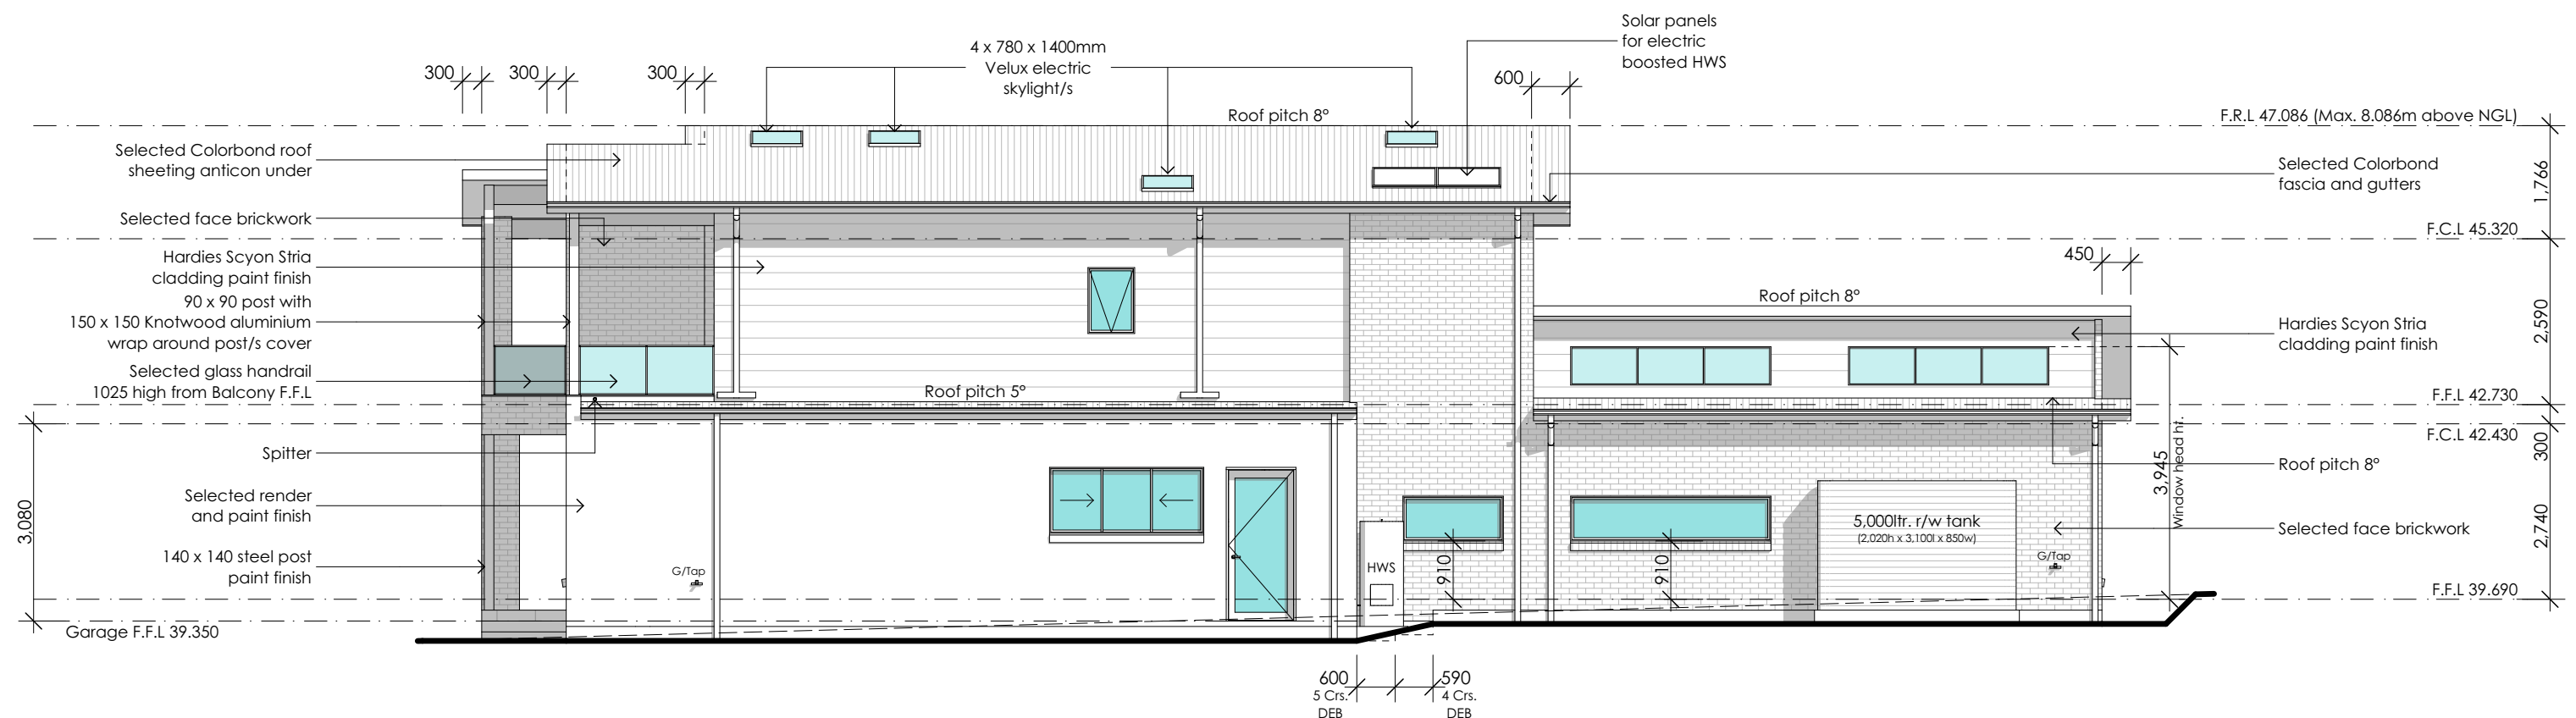 Solar panels
for electric
boosted HWS
4 x 780 x 1400mm
Velux electric
skylight/s
300
300
300
600
Roof pitch 8°
F.R.L 47.086 (Max. 8.086m above NGL)
Selected Colorbond roof
sheeting anticon under
Selected Colorbond
fascia and gutters
1,766
Selected face brickwork
F.C.L 45.320
Hardies Scyon Stria
cladding paint finish
450
Roof pitch 8°
90 x 90 post with
150 x 150 Knotwood aluminium
wrap around post/s cover
Hardies Scyon Stria
cladding paint finish
2,590
Selected glass handrail
1025 high from Balcony F.F.L
Roof pitch 5°
F.F.L 42.730
F.C.L 42.430
300
Spitter
Roof pitch 8°
3,945
Window head ht.
Selected render
and paint finish
3,080
5,000ltr. r/w tank
(2,020h x 3,100l x 850w)
Selected face brickwork
2,740
140 x 140 steel post
paint finish
G/Tap
HWS
910
910
G/Tap
F.F.L 39.690
Garage F.F.L 39.350
600
5 Crs.
DEB
590
4 Crs.
DEB